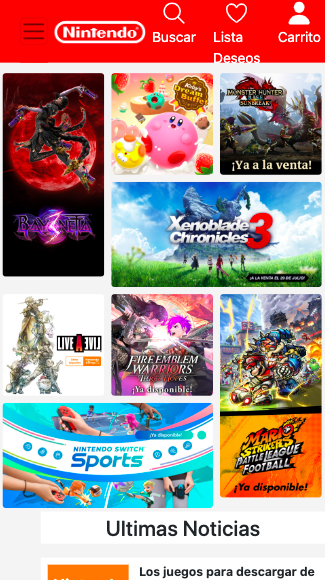 Nintendo
Buscar
Lista
Deseos
Carrito
Kirby's
Dream Buffet
MONSTER HUNTER
SUNBREAK
¡Ya a la venta!
BAYONETTA
3
Xenoblade
Chronicles 3
¡A LA VENTA EL 29 DE JULIO!
LIVE A LIVE
FIRE EMBLEM
WARRIORS
THREE HOPES
¡Ya disponible!
MARIO
STRIKERS
BATTLE LEAGUE
FOOTBALL
¡Ya disponible!
¡Ya disponible!
NINTENDO SWITCH
Sports
Ultimas Noticias
Los juegos para descargar de